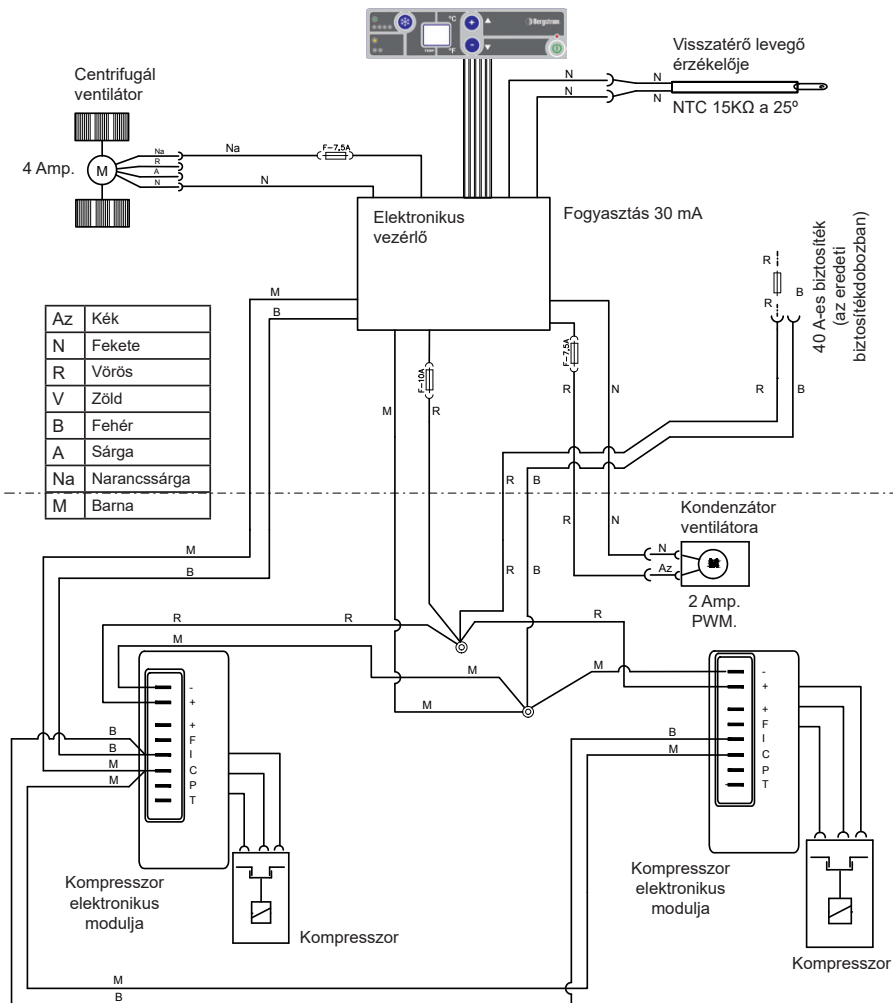 °C
°F
TEMP
Bergstrom
Centrifugál
ventilátor
4 Amp.
M
Na
R
A
N
Na
N
F-7,5A
N
N
N
N
Visszatérő levegő
érzékelője
NTC 15KΩ a 25º
Elektronikus
vezérlő
Fogyasztás 30 mA
R
R
B
40 A-es biztosíték
(az eredeti
biztosítékdobozban)
M
B
Az Kék
N Fekete
R Vörös
V Zöld
B Fehér
A Sárga
Na Narancssárga
M Barna
F-10A
F-7,5A
M
R
R
N
R
B
R
B
R
N
Kondenzátor
ventilátora
N
Az
M
2 Amp.
PWM.
M
B
R
B
R
R
R
M
M
M
M
-
+
+
F
I
C
P
T
B
B
M
M
-
+
+
F
I
C
P
T
B
M
Kompresszor
elektronikus
modulja
Kompresszor
Kompresszor
elektronikus
modulja
Kompresszor
M
B